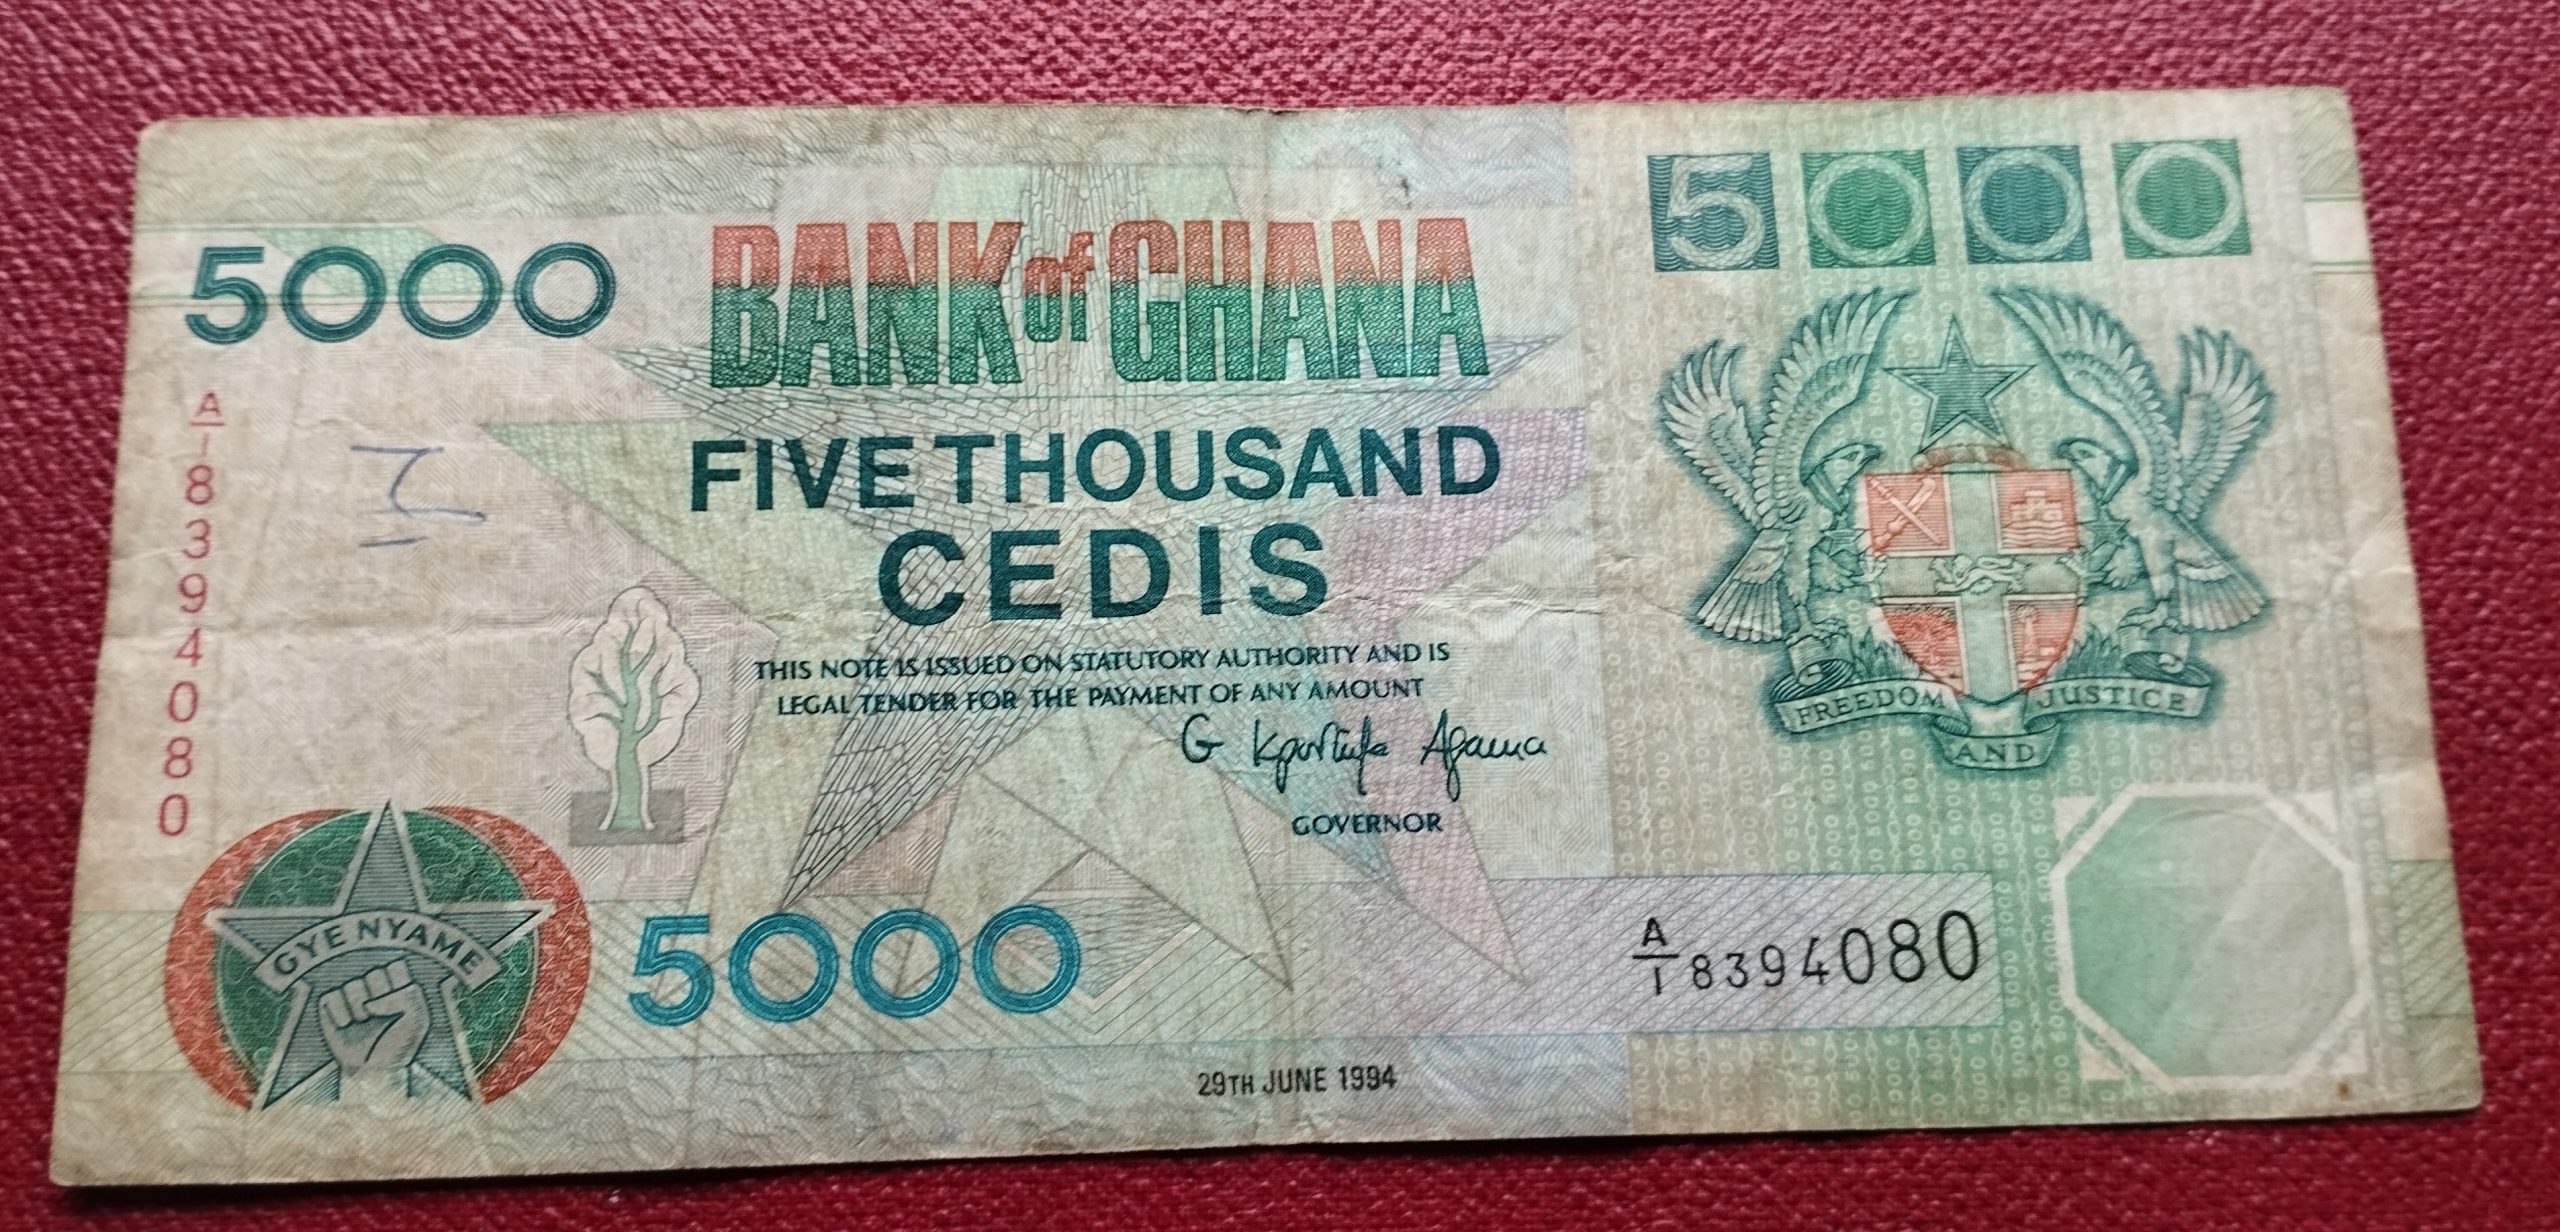 5000
BANK of GHANA
5000
FIVE THOUSAND
CEDIS
THIS NOTE IS ISSUED ON STATUTORY AUTHORITY AND IS
LEGAL TENDER FOR THE PAYMENT OF ANY AMOUNT
G Kportufe Agama
GOVERNOR
A/1 8394080
FREEDOM AND JUSTICE
GYE NYAME
5000
A/1 8394080
29TH JUNE 1994